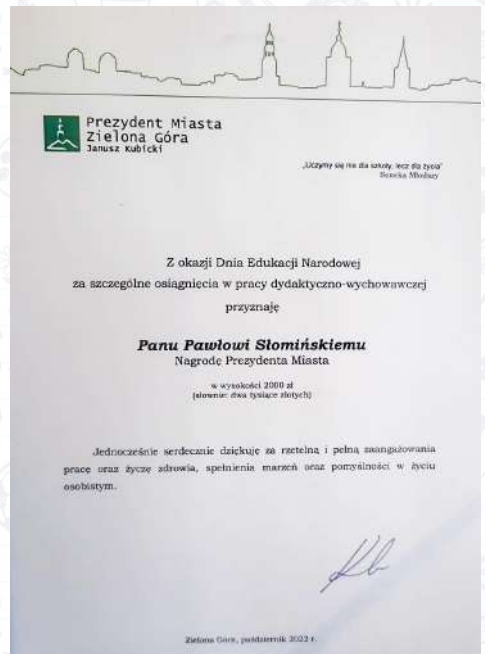 Prezydent Miasta
Zielona Góra
Janusz Kubicki
„Uczymy się nie dla szkoły, lecz dla życia"
Seneka Młodszy
Z okazji Dnia Edukacji Narodowej
za szczególne osiągnięcia w pracy dydaktyczno-wychowawczej
przyznaję
Panu Pawłowi Słomińskiemu
Nagrodę Prezydenta Miasta
w wysokości 2000 zł
(słownie: dwa tysiące złotych)
Jednocześnie serdecznie dziękuję za rzetelną i pełną zaangażowania
pracę oraz życzę zdrowia, spełnienia marzeń oraz pomyślności w życiu
osobistym.
Zielona Góra, październik 2022 r.